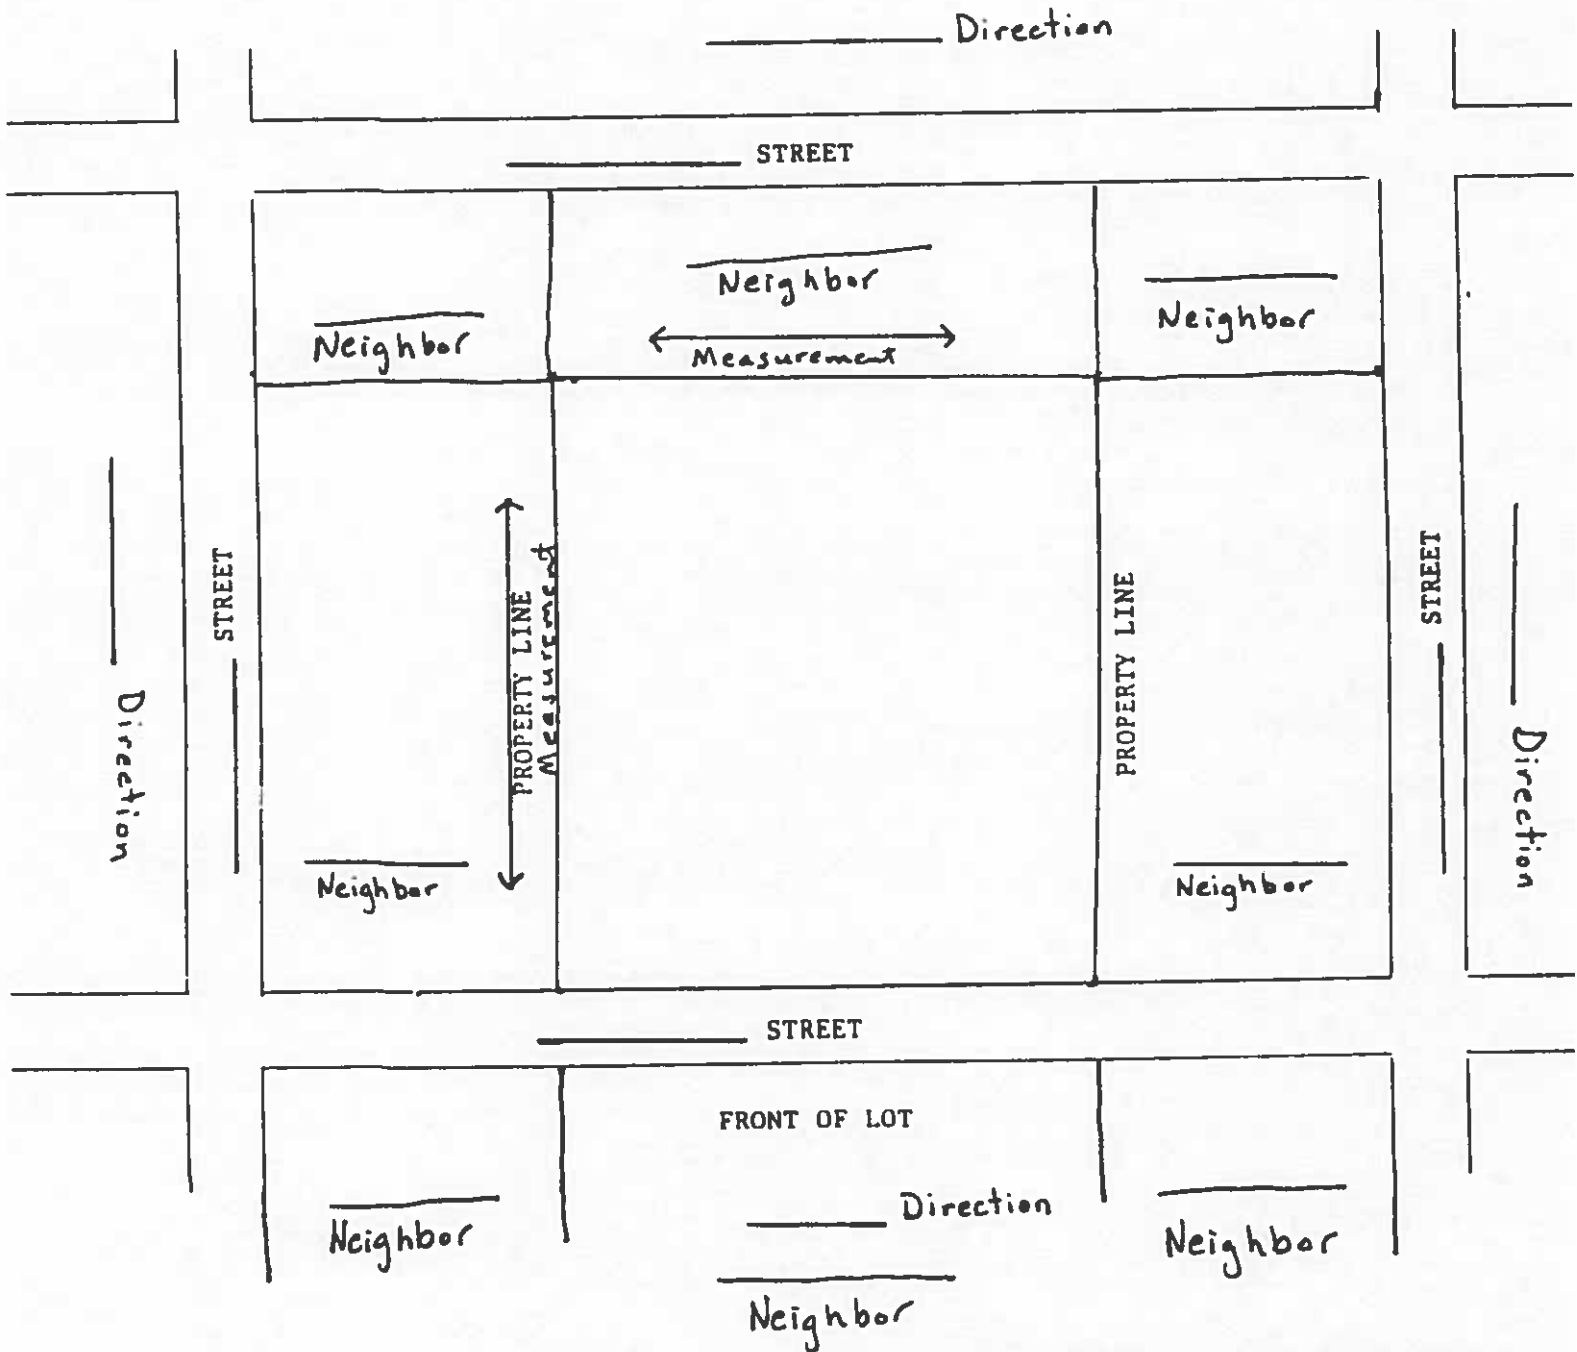 Direction
STREET
Neighbor
Neighbor
Neighbor
Measurement
Direction
STREET
PROPERTY LINE
Measurement
PROPERTY LINE
STREET
Direction
Neighbor
Neighbor
STREET
FRONT OF LOT
Direction
Neighbor
Neighbor
Neighbor